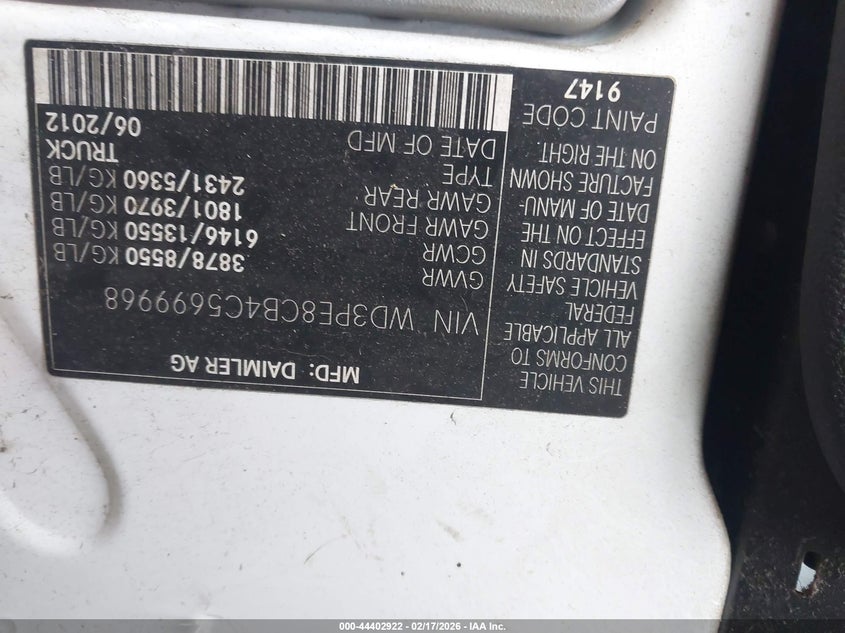 MFD: DAIMLER AG
VIN WD3PE8CB4C5699968
GVWR 3878/8550 KG/LB
GCWR 6146/13550 KG/LB
GAWR FRONT 1801/3970 KG/LB
GAWR REAR 2431/5360 KG/LB
TYPE TRUCK
DATE OF MFD 06/2012
THIS VEHICLE
CONFORMS TO
ALL APPLICABLE
FEDERAL
VEHICLE SAFETY
STANDARDS IN
EFFECT ON THE
DATE OF MANU-
FACTURE SHOWN
ON THE RIGHT.
PAINT CODE
9147
000-44402922 - 02/17/2026 - IAA Inc.